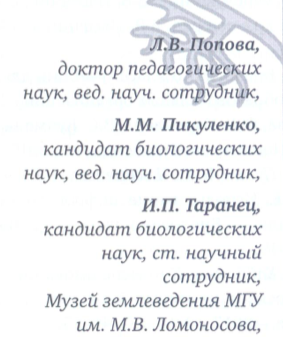 Л.В. Попова,
доктор педагогических
наук, вед. науч. сотрудник,
М.М. Пикуленко,
кандидат биологических
наук, вед. науч. сотрудник,
И.П. Таранец,
кандидат биологических
наук, ст. научный
сотрудник,
Музей землеведения МГУ
им. М.В. Ломоносова,